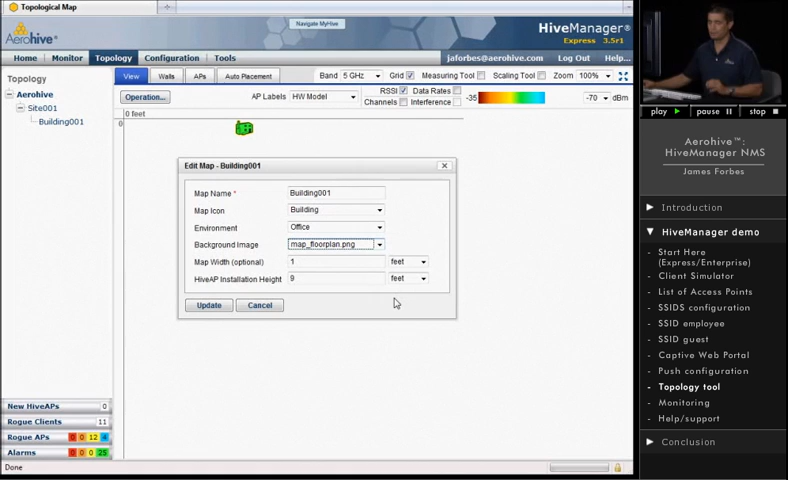 Topological Map
Navigate MyHive
Aerohive
HiveManager®
Express 3.5r1
Home Monitor Topology Configuration Tools
jaforbes@aerohive.com Log Out Help...
Topology
Aerohive
Site001
Building001
View Walls APs Auto Placement
Band 5 GHz Grid Measuring Tool Scaling Tool Zoom 100%
Operation...
AP Labels HW Model
RSSI Data Rates
Channels Interference
-35
-70 dBm
0 feet
0
Edit Map - Building001
Map Name * Building001
Map Icon Building
Environment Office
Background Image map_floorplan.png
Map Width (optional) 1 feet
HiveAP Installation Height 9 feet
Update Cancel
New HiveAPs 0
Rogue Clients 11
Rogue APs 0 0 12 4
Alarms 0 0 0 25
Done
play pause stop
Aerohive™:
HiveManager NMS
James Forbes
Introduction
HiveManager demo
- Start Here
(Express/Enterprise)
- Client Simulator
- List of Access Points
- SSIDS configuration
- SSID employee
- SSID guest
- Captive Web Portal
- Push configuration
- Topology tool
- Monitoring
- Help/support
Conclusion